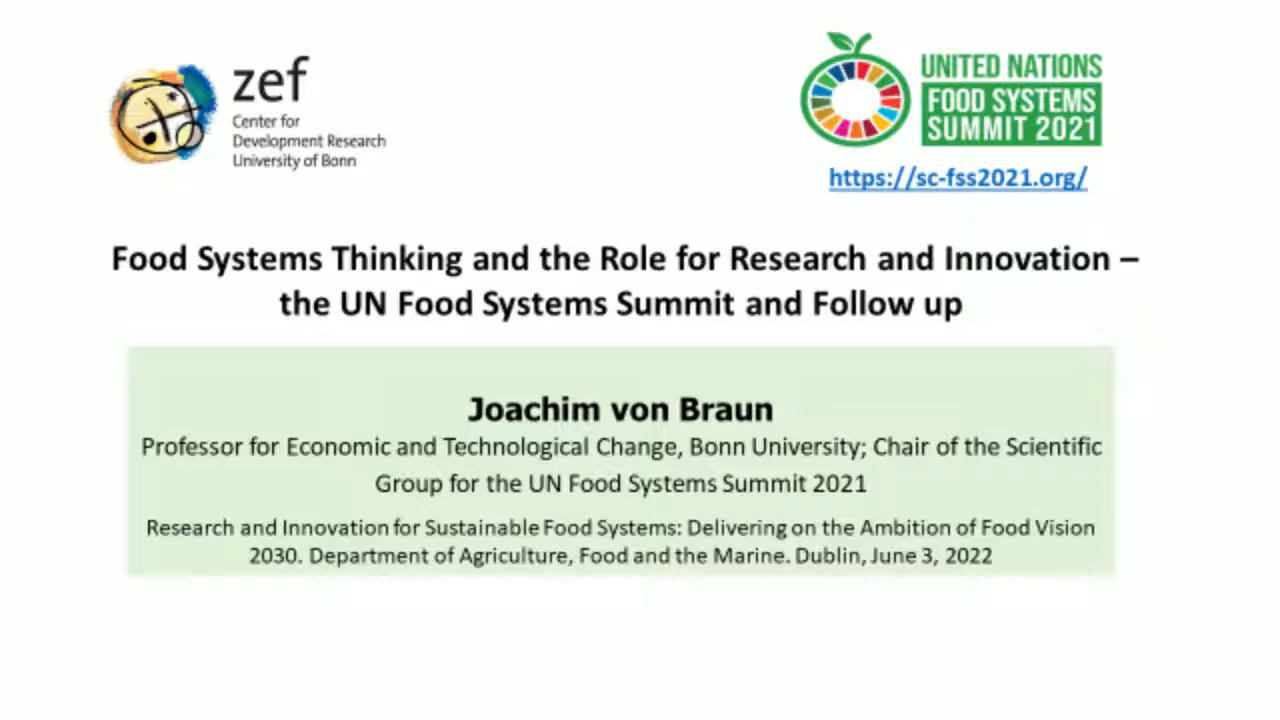 zef
Center for
Development Research
University of Bonn
UNITED NATIONS
FOOD SYSTEMS
SUMMIT 2021
https://sc-fss2021.org/
Food Systems Thinking and the Role for Research and Innovation –
the UN Food Systems Summit and Follow up
Joachim von Braun
Professor for Economic and Technological Change, Bonn University; Chair of the Scientific
Group for the UN Food Systems Summit 2021
Research and Innovation for Sustainable Food Systems: Delivering on the Ambition of Food Vision
2030. Department of Agriculture, Food and the Marine. Dublin, June 3, 2022